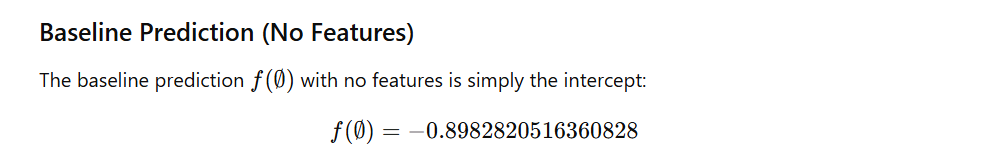 Baseline Prediction (No Features)
The baseline prediction f(∅) with no features is simply the intercept:
f(∅) = −0.8982820516360828